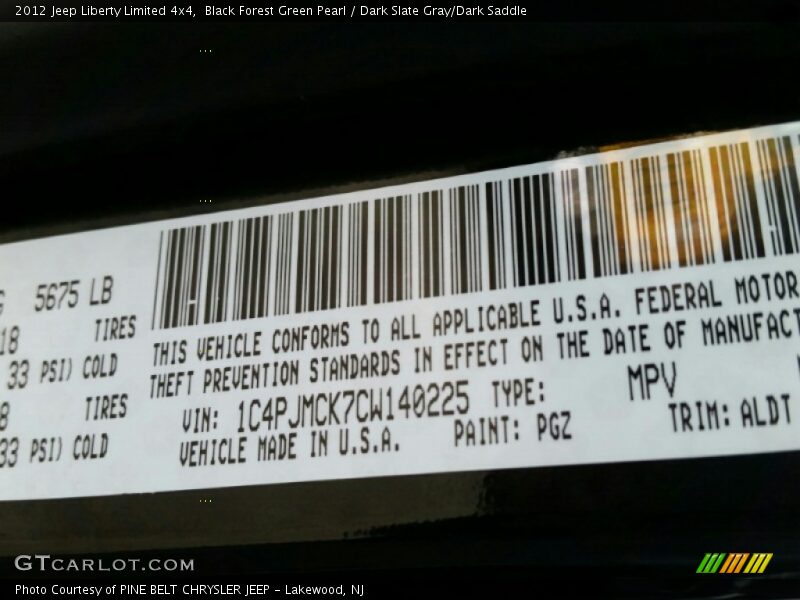 2012 Jeep Liberty Limited 4x4, Black Forest Green Pearl / Dark Slate Gray/Dark Saddle
5675 LB
18 TIRES
33 PSI) COLD
TIRES
33 PSI) COLD
THIS VEHICLE CONFORMS TO ALL APPLICABLE U.S.A. FEDERAL MOTOR
THEFT PREVENTION STANDARDS IN EFFECT ON THE DATE OF MANUFACT
VIN: 1C4PJMCK7CW140225 TYPE: MPV
VEHICLE MADE IN U.S.A. PAINT: PGZ TRIM: ALDT
GTCARLOT.COM
Photo Courtesy of PINE BELT CHRYSLER JEEP - Lakewood, NJ